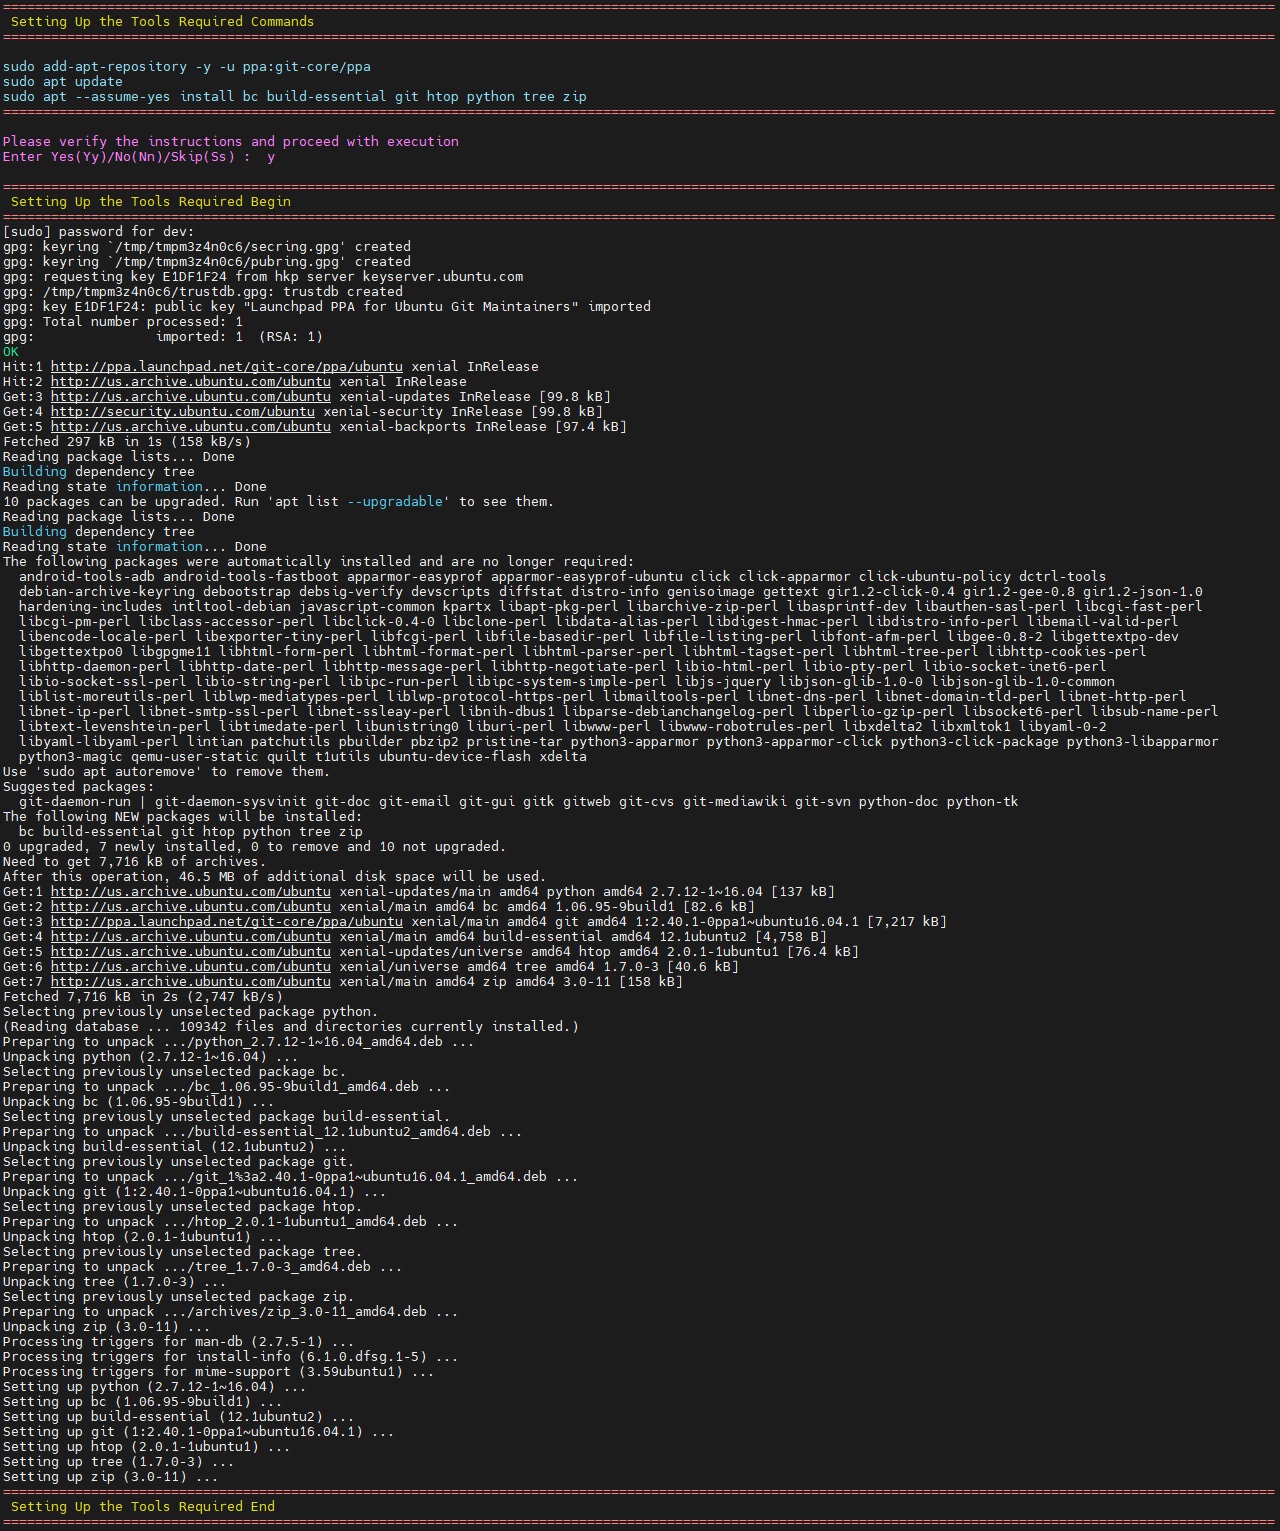 ===============================================================================================================================================================
 Setting Up the Tools Required Commands
===============================================================================================================================================================
sudo add-apt-repository -y -u ppa:git-core/ppa
sudo apt update
sudo apt --assume-yes install bc build-essential git htop python tree zip
===============================================================================================================================================================
Please verify the instructions and proceed with execution
Enter Yes(Yy)/No(Nn)/Skip(Ss) :  y
===============================================================================================================================================================
 Setting Up the Tools Required Begin
===============================================================================================================================================================
[sudo] password for dev:
gpg: keyring `/tmp/tmpm3z4n0c6/secring.gpg' created
gpg: keyring `/tmp/tmpm3z4n0c6/pubring.gpg' created
gpg: requesting key E1DF1F24 from hkp server keyserver.ubuntu.com
gpg: /tmp/tmpm3z4n0c6/trustdb.gpg: trustdb created
gpg: key E1DF1F24: public key "Launchpad PPA for Ubuntu Git Maintainers" imported
gpg: Total number processed: 1
gpg:               imported: 1  (RSA: 1)
OK
Hit:1 http://ppa.launchpad.net/git-core/ppa/ubuntu xenial InRelease
Hit:2 http://us.archive.ubuntu.com/ubuntu xenial InRelease
Get:3 http://us.archive.ubuntu.com/ubuntu xenial-updates InRelease [99.8 kB]
Get:4 http://security.ubuntu.com/ubuntu xenial-security InRelease [99.8 kB]
Get:5 http://us.archive.ubuntu.com/ubuntu xenial-backports InRelease [97.4 kB]
Fetched 297 kB in 1s (158 kB/s)
Reading package lists... Done
Building dependency tree
Reading state information... Done
10 packages can be upgraded. Run 'apt list --upgradable' to see them.
Reading package lists... Done
Building dependency tree
Reading state information... Done
The following packages were automatically installed and are no longer required:
  android-tools-adb android-tools-fastboot apparmor-easyprof apparmor-easyprof-ubuntu click click-apparmor click-ubuntu-policy dctrl-tools
  debian-archive-keyring debootstrap debsig-verify devscripts diffstat distro-info genisoimage gettext gir1.2-click-0.4 gir1.2-gee-0.8 gir1.2-json-1.0
  hardening-includes intltool-debian javascript-common kpartx libapt-pkg-perl libarchive-zip-perl libasprintf-dev libauthen-sasl-perl libcgi-fast-perl
  libcgi-pm-perl libclass-accessor-perl libclick-0.4-0 libclone-perl libdata-alias-perl libdigest-hmac-perl libdistro-info-perl libemail-valid-perl
  libencode-locale-perl libexporter-tiny-perl libfcgi-perl libfile-basedir-perl libfile-listing-perl libfont-afm-perl libgee-0.8-2 libgettextpo-dev
  libgettextpo0 libgpgme11 libhtml-form-perl libhtml-format-perl libhtml-parser-perl libhtml-tagset-perl libhtml-tree-perl libhttp-cookies-perl
  libhttp-daemon-perl libhttp-date-perl libhttp-message-perl libhttp-negotiate-perl libio-html-perl libio-pty-perl libio-socket-inet6-perl
  libio-socket-ssl-perl libio-string-perl libipc-run-perl libipc-system-simple-perl libjs-jquery libjson-glib-1.0-0 libjson-glib-1.0-common
  liblist-moreutils-perl liblwp-mediatypes-perl liblwp-protocol-https-perl libmailtools-perl libnet-dns-perl libnet-domain-tld-perl libnet-http-perl
  libnet-ip-perl libnet-smtp-ssl-perl libnet-ssleay-perl libnih-dbus1 libparse-debianchangelog-perl libperlio-gzip-perl libsocket6-perl libsub-name-perl
  libtext-levenshtein-perl libtimedate-perl libunistring0 liburi-perl libwww-perl libwww-robotrules-perl libxdelta2 libxmltok1 libyaml-0-2
  libyaml-libyaml-perl lintian patchutils pbuilder pbzip2 pristine-tar python3-apparmor python3-apparmor-click python3-click-package python3-libapparmor
  python3-magic qemu-user-static quilt t1utils ubuntu-device-flash xdelta
Use 'sudo apt autoremove' to remove them.
Suggested packages:
  git-daemon-run | git-daemon-sysvinit git-doc git-email git-gui gitk gitweb git-cvs git-mediawiki git-svn python-doc python-tk
The following NEW packages will be installed:
  bc build-essential git htop python tree zip
0 upgraded, 7 newly installed, 0 to remove and 10 not upgraded.
Need to get 7,716 kB of archives.
After this operation, 46.5 MB of additional disk space will be used.
Get:1 http://us.archive.ubuntu.com/ubuntu xenial-updates/main amd64 python amd64 2.7.12-1~16.04 [137 kB]
Get:2 http://us.archive.ubuntu.com/ubuntu xenial/main amd64 bc amd64 1.06.95-9build1 [82.6 kB]
Get:3 http://ppa.launchpad.net/git-core/ppa/ubuntu xenial/main amd64 git amd64 1:2.40.1-0ppa1~ubuntu16.04.1 [7,217 kB]
Get:4 http://us.archive.ubuntu.com/ubuntu xenial/main amd64 build-essential amd64 12.1ubuntu2 [4,758 B]
Get:5 http://us.archive.ubuntu.com/ubuntu xenial-updates/universe amd64 htop amd64 2.0.1-1ubuntu1 [76.4 kB]
Get:6 http://us.archive.ubuntu.com/ubuntu xenial/universe amd64 tree amd64 1.7.0-3 [40.6 kB]
Get:7 http://us.archive.ubuntu.com/ubuntu xenial/main amd64 zip amd64 3.0-11 [158 kB]
Fetched 7,716 kB in 2s (2,747 kB/s)
Selecting previously unselected package python.
(Reading database ... 109342 files and directories currently installed.)
Preparing to unpack .../python_2.7.12-1~16.04_amd64.deb ...
Unpacking python (2.7.12-1~16.04) ...
Selecting previously unselected package bc.
Preparing to unpack .../bc_1.06.95-9build1_amd64.deb ...
Unpacking bc (1.06.95-9build1) ...
Selecting previously unselected package build-essential.
Preparing to unpack .../build-essential_12.1ubuntu2_amd64.deb ...
Unpacking build-essential (12.1ubuntu2) ...
Selecting previously unselected package git.
Preparing to unpack .../git_1%3a2.40.1-0ppa1~ubuntu16.04.1_amd64.deb ...
Unpacking git (1:2.40.1-0ppa1~ubuntu16.04.1) ...
Selecting previously unselected package htop.
Preparing to unpack .../htop_2.0.1-1ubuntu1_amd64.deb ...
Unpacking htop (2.0.1-1ubuntu1) ...
Selecting previously unselected package tree.
Preparing to unpack .../tree_1.7.0-3_amd64.deb ...
Unpacking tree (1.7.0-3) ...
Selecting previously unselected package zip.
Preparing to unpack .../archives/zip_3.0-11_amd64.deb ...
Unpacking zip (3.0-11) ...
Processing triggers for man-db (2.7.5-1) ...
Processing triggers for install-info (6.1.0.dfsg.1-5) ...
Processing triggers for mime-support (3.59ubuntu1) ...
Setting up python (2.7.12-1~16.04) ...
Setting up bc (1.06.95-9build1) ...
Setting up build-essential (12.1ubuntu2) ...
Setting up git (1:2.40.1-0ppa1~ubuntu16.04.1) ...
Setting up htop (2.0.1-1ubuntu1) ...
Setting up tree (1.7.0-3) ...
Setting up zip (3.0-11) ...
===============================================================================================================================================================
 Setting Up the Tools Required End
===============================================================================================================================================================